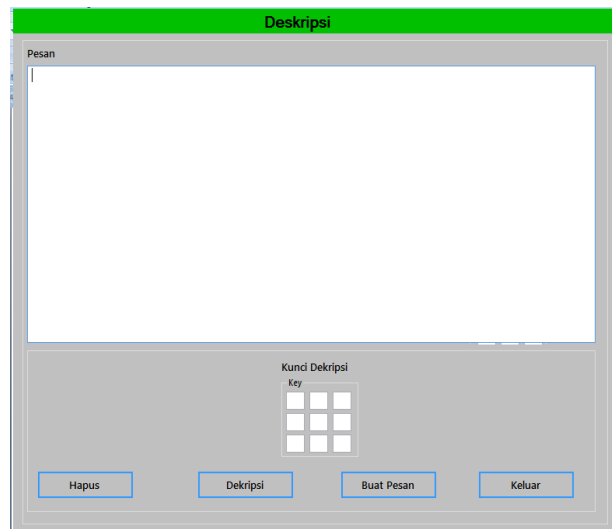 Deskripsi
Pesan
Kunci Dekripsi
Key
Hapus Dekripsi Buat Pesan Keluar